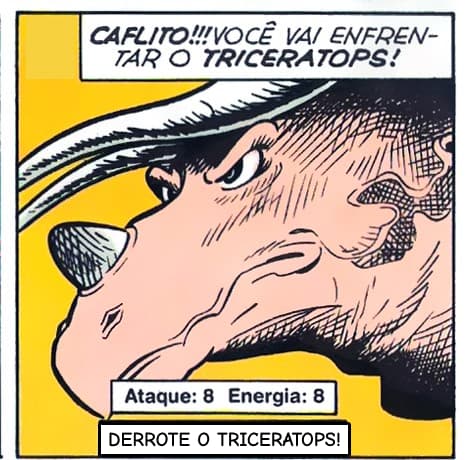 CAFLITO!!!VOCÊ VAI ENFREN-
TAR O TRICERATOPS!
Ataque: 8 Energia: 8
DERROTE O TRICERATOPS!